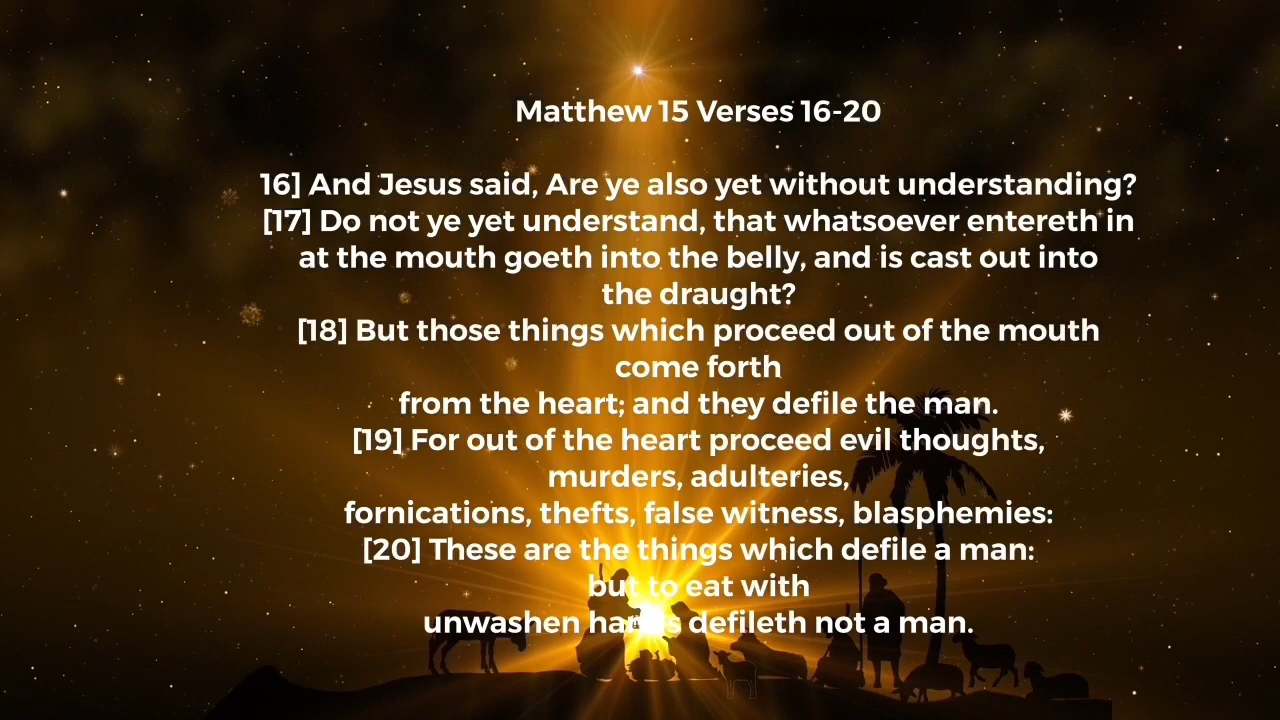 Matthew 15 Verses 16-20
16] And Jesus said, Are ye also yet without understanding?
[17] Do not ye yet understand, that whatsoever entereth in
at the mouth goeth into the belly, and is cast out into
the draught?
[18] But those things which proceed out of the mouth
come forth
from the heart; and they defile the man.
[19] For out of the heart proceed evil thoughts,
murders, adulteries,
fornications, thefts, false witness, blasphemies:
[20] These are the things which defile a man:
but to eat with
unwashen hands defileth not a man.